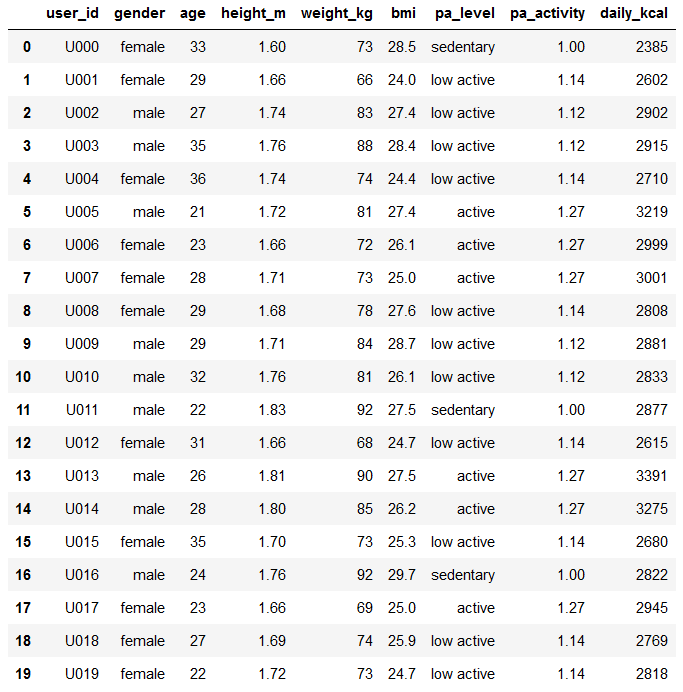 user_id gender age height_m weight_kg bmi pa_level pa_activity daily_kcal
0 U000 female 33 1.60 73 28.5 sedentary 1.00 2385
1 U001 female 29 1.66 66 24.0 low active 1.14 2602
2 U002 male 27 1.74 83 27.4 low active 1.12 2902
3 U003 male 35 1.76 88 28.4 low active 1.12 2915
4 U004 female 36 1.74 74 24.4 low active 1.14 2710
5 U005 male 21 1.72 81 27.4 active 1.27 3219
6 U006 female 23 1.66 72 26.1 active 1.27 2999
7 U007 female 28 1.71 73 25.0 active 1.27 3001
8 U008 female 29 1.68 78 27.6 low active 1.14 2808
9 U009 male 29 1.71 84 28.7 low active 1.12 2881
10 U010 male 32 1.76 81 26.1 low active 1.12 2833
11 U011 male 22 1.83 92 27.5 sedentary 1.00 2877
12 U012 female 31 1.66 68 24.7 low active 1.14 2615
13 U013 male 26 1.81 90 27.5 active 1.27 3391
14 U014 male 28 1.80 85 26.2 active 1.27 3275
15 U015 female 35 1.70 73 25.3 low active 1.14 2680
16 U016 male 24 1.76 92 29.7 sedentary 1.00 2822
17 U017 female 23 1.66 69 25.0 active 1.27 2945
18 U018 female 27 1.69 74 25.9 low active 1.14 2769
19 U019 female 22 1.72 73 24.7 low active 1.14 2818